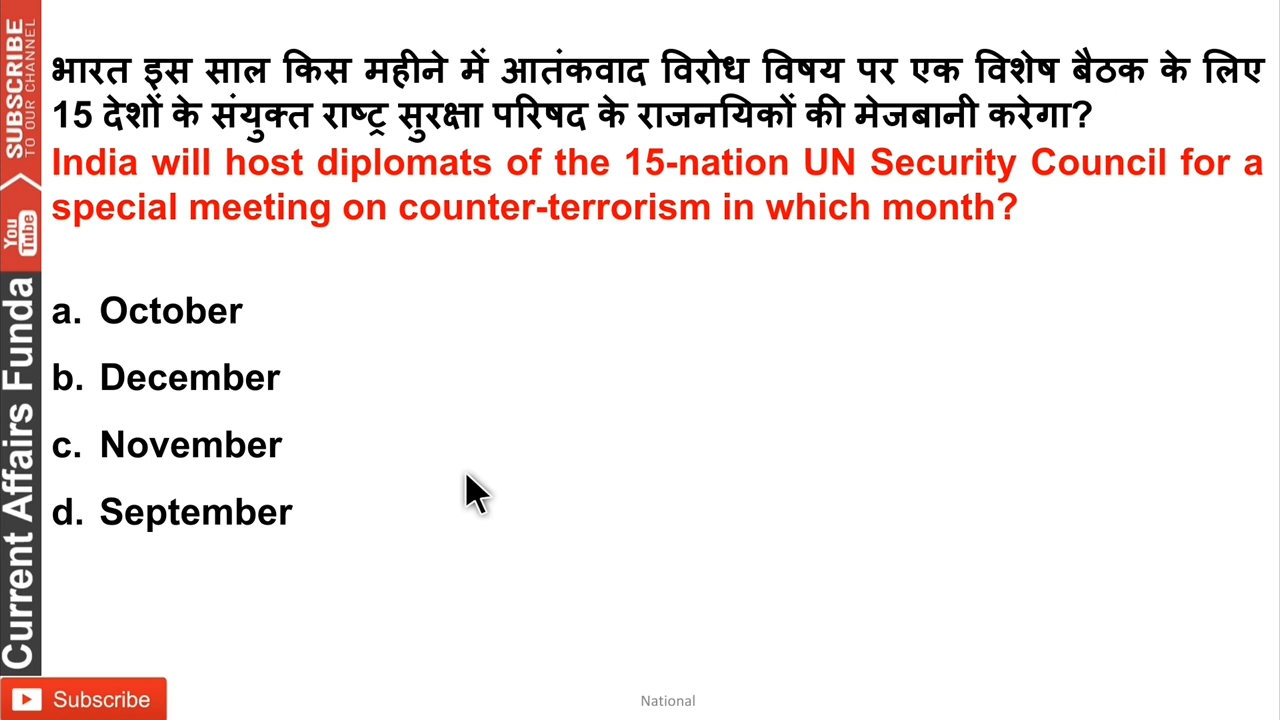 भारत इस साल किस महीने में आतंकवाद विरोध विषय पर एक विशेष बैठक के लिए
15 देशों के संयुक्त राष्ट्र सुरक्षा परिषद के राजनयिकों की मेजबानी करेगा?
India will host diplomats of the 15-nation UN Security Council for a
special meeting on counter-terrorism in which month?
a. October
b. December
c. November
d. September
SUBSCRIBE
TO OUR CHANNEL
You
Tube
Current Affairs Funda
Subscribe
National